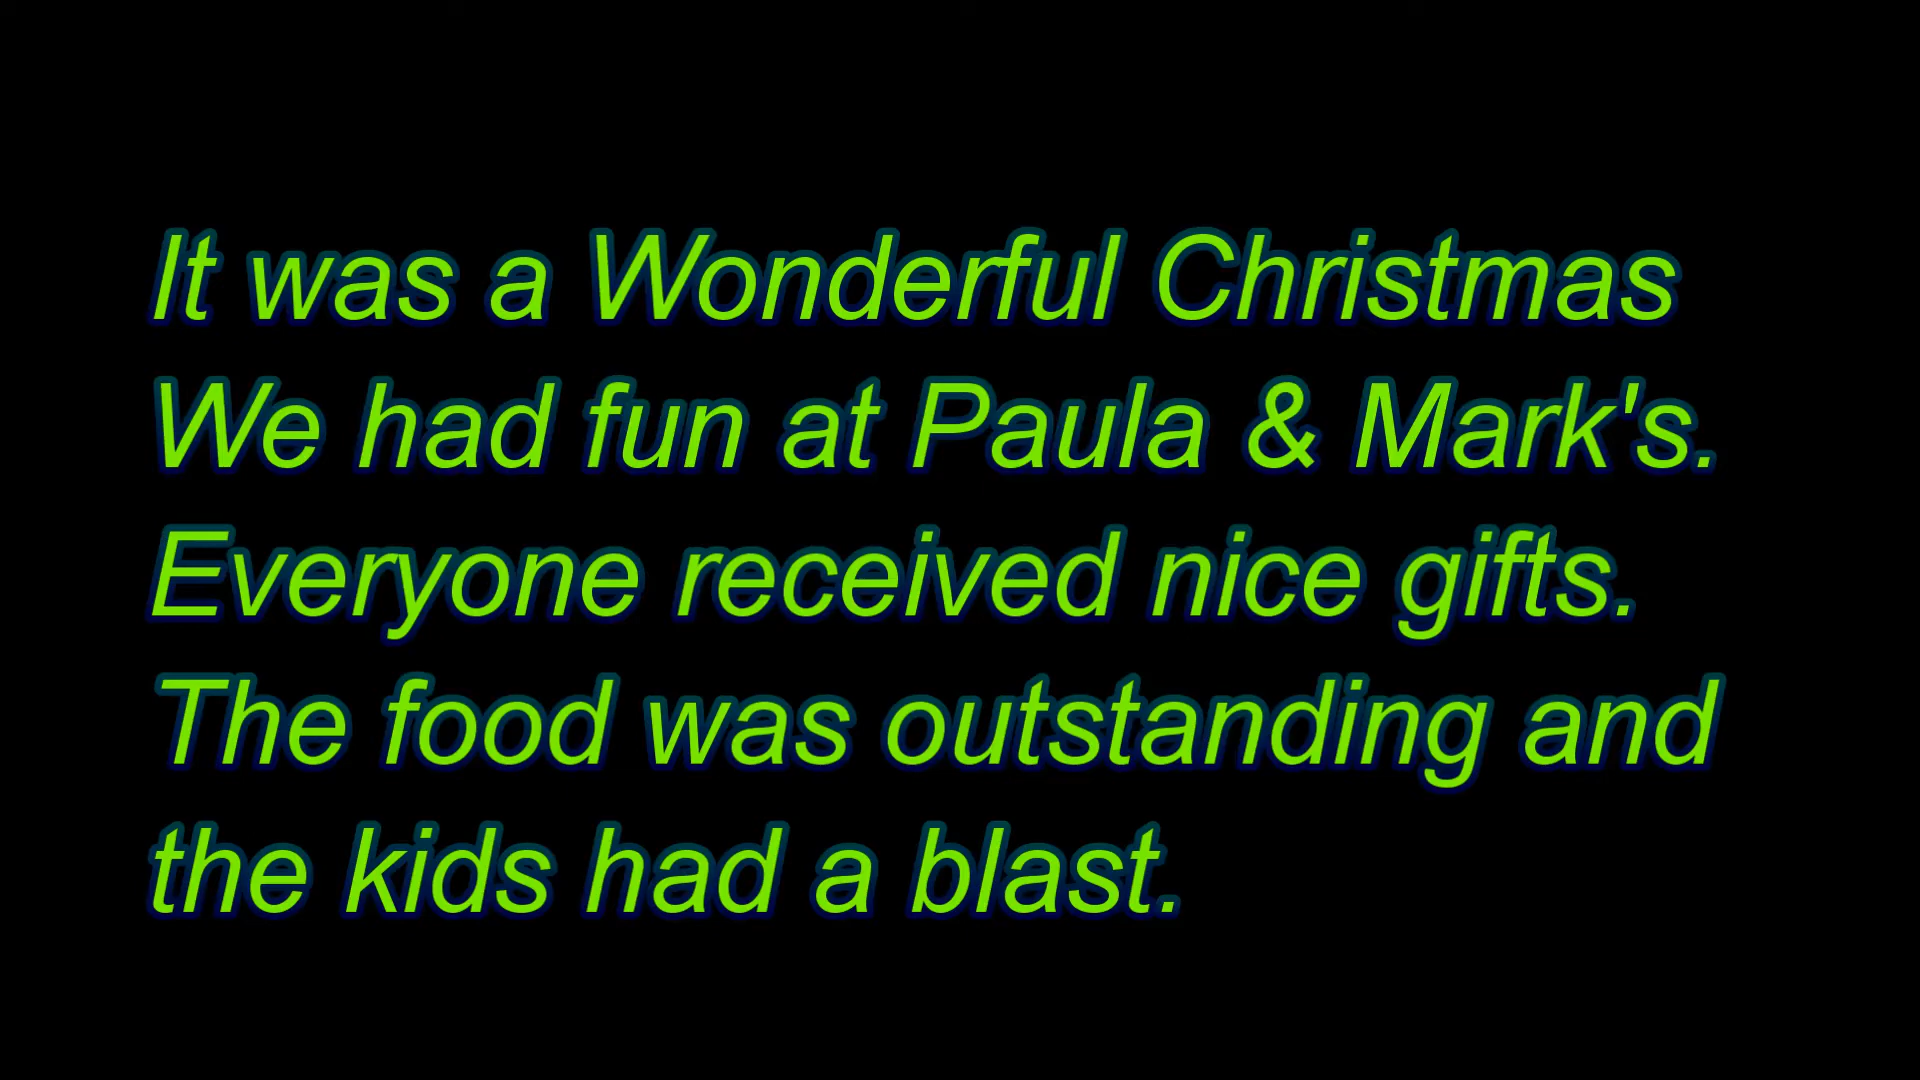 It was a Wonderful Christmas
We had fun at Paula & Mark's.
Everyone received nice gifts.
The food was outstanding and
the kids had a blast.